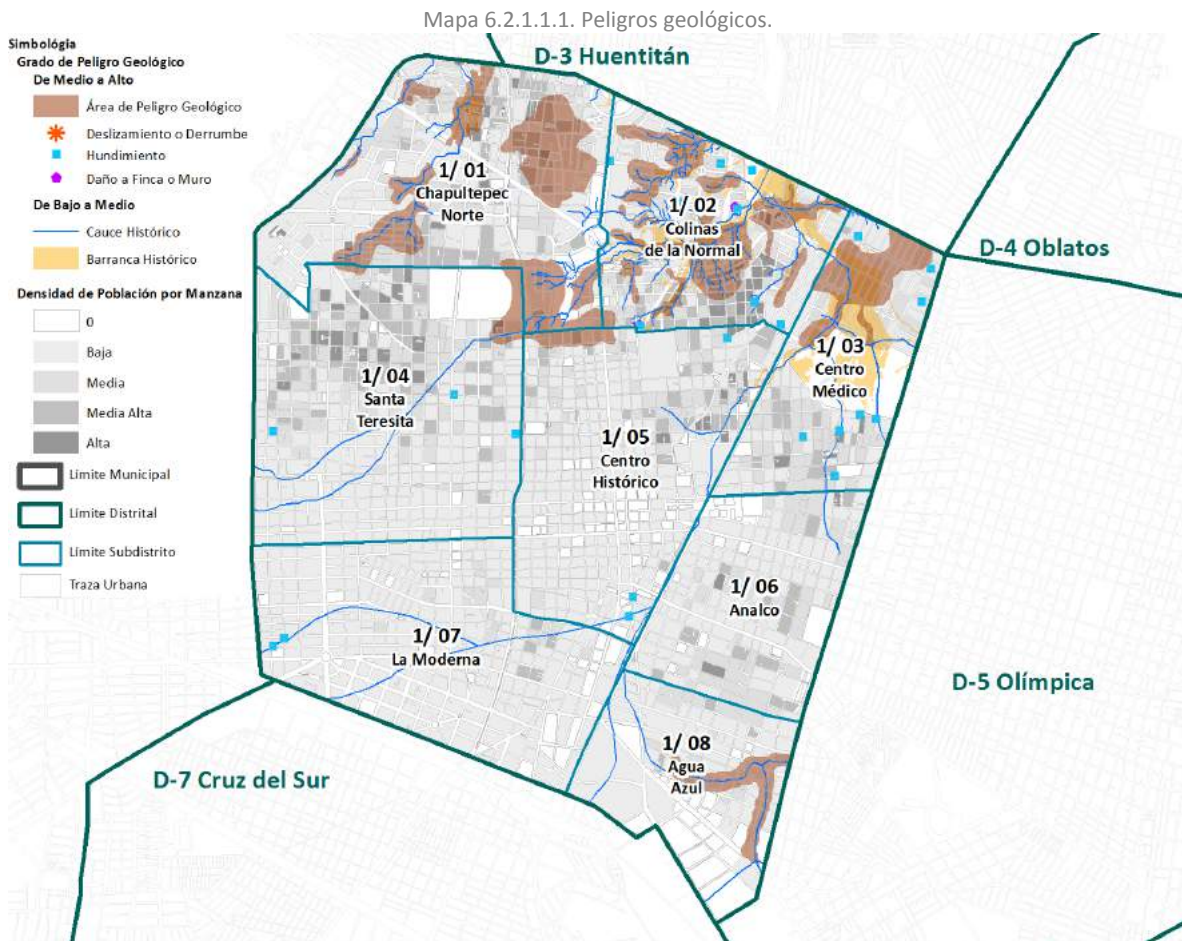 Mapa 6.2.1.1.1. Peligros geológicos.
Simbológia
Grado de Peligro Geológico
De Medio a Alto
Área de Peligro Geológico
Deslizamiento o Derrumbe
Hundimiento
Daño a Finca o Muro
De Bajo a Medio
Cauce Histórico
Barranca Histórico
Densidad de Población por Manzana
0
Baja
Media
Media Alta
Alta
Límite Municipal
Límite Distrital
Límite Subdistrito
Traza Urbana
D-3 Huentitán
D-4 Oblatos
D-5 Olímpica
D-7 Cruz del Sur
1/ 01
Chapultepec
Norte
1/ 02
Colinas
de la Normal
1/ 03
Centro
Médico
1/ 04
Santa
Teresita
1/ 05
Centro
Histórico
1/ 06
Analco
1/ 07
La Moderna
1/ 08
Agua
Azul